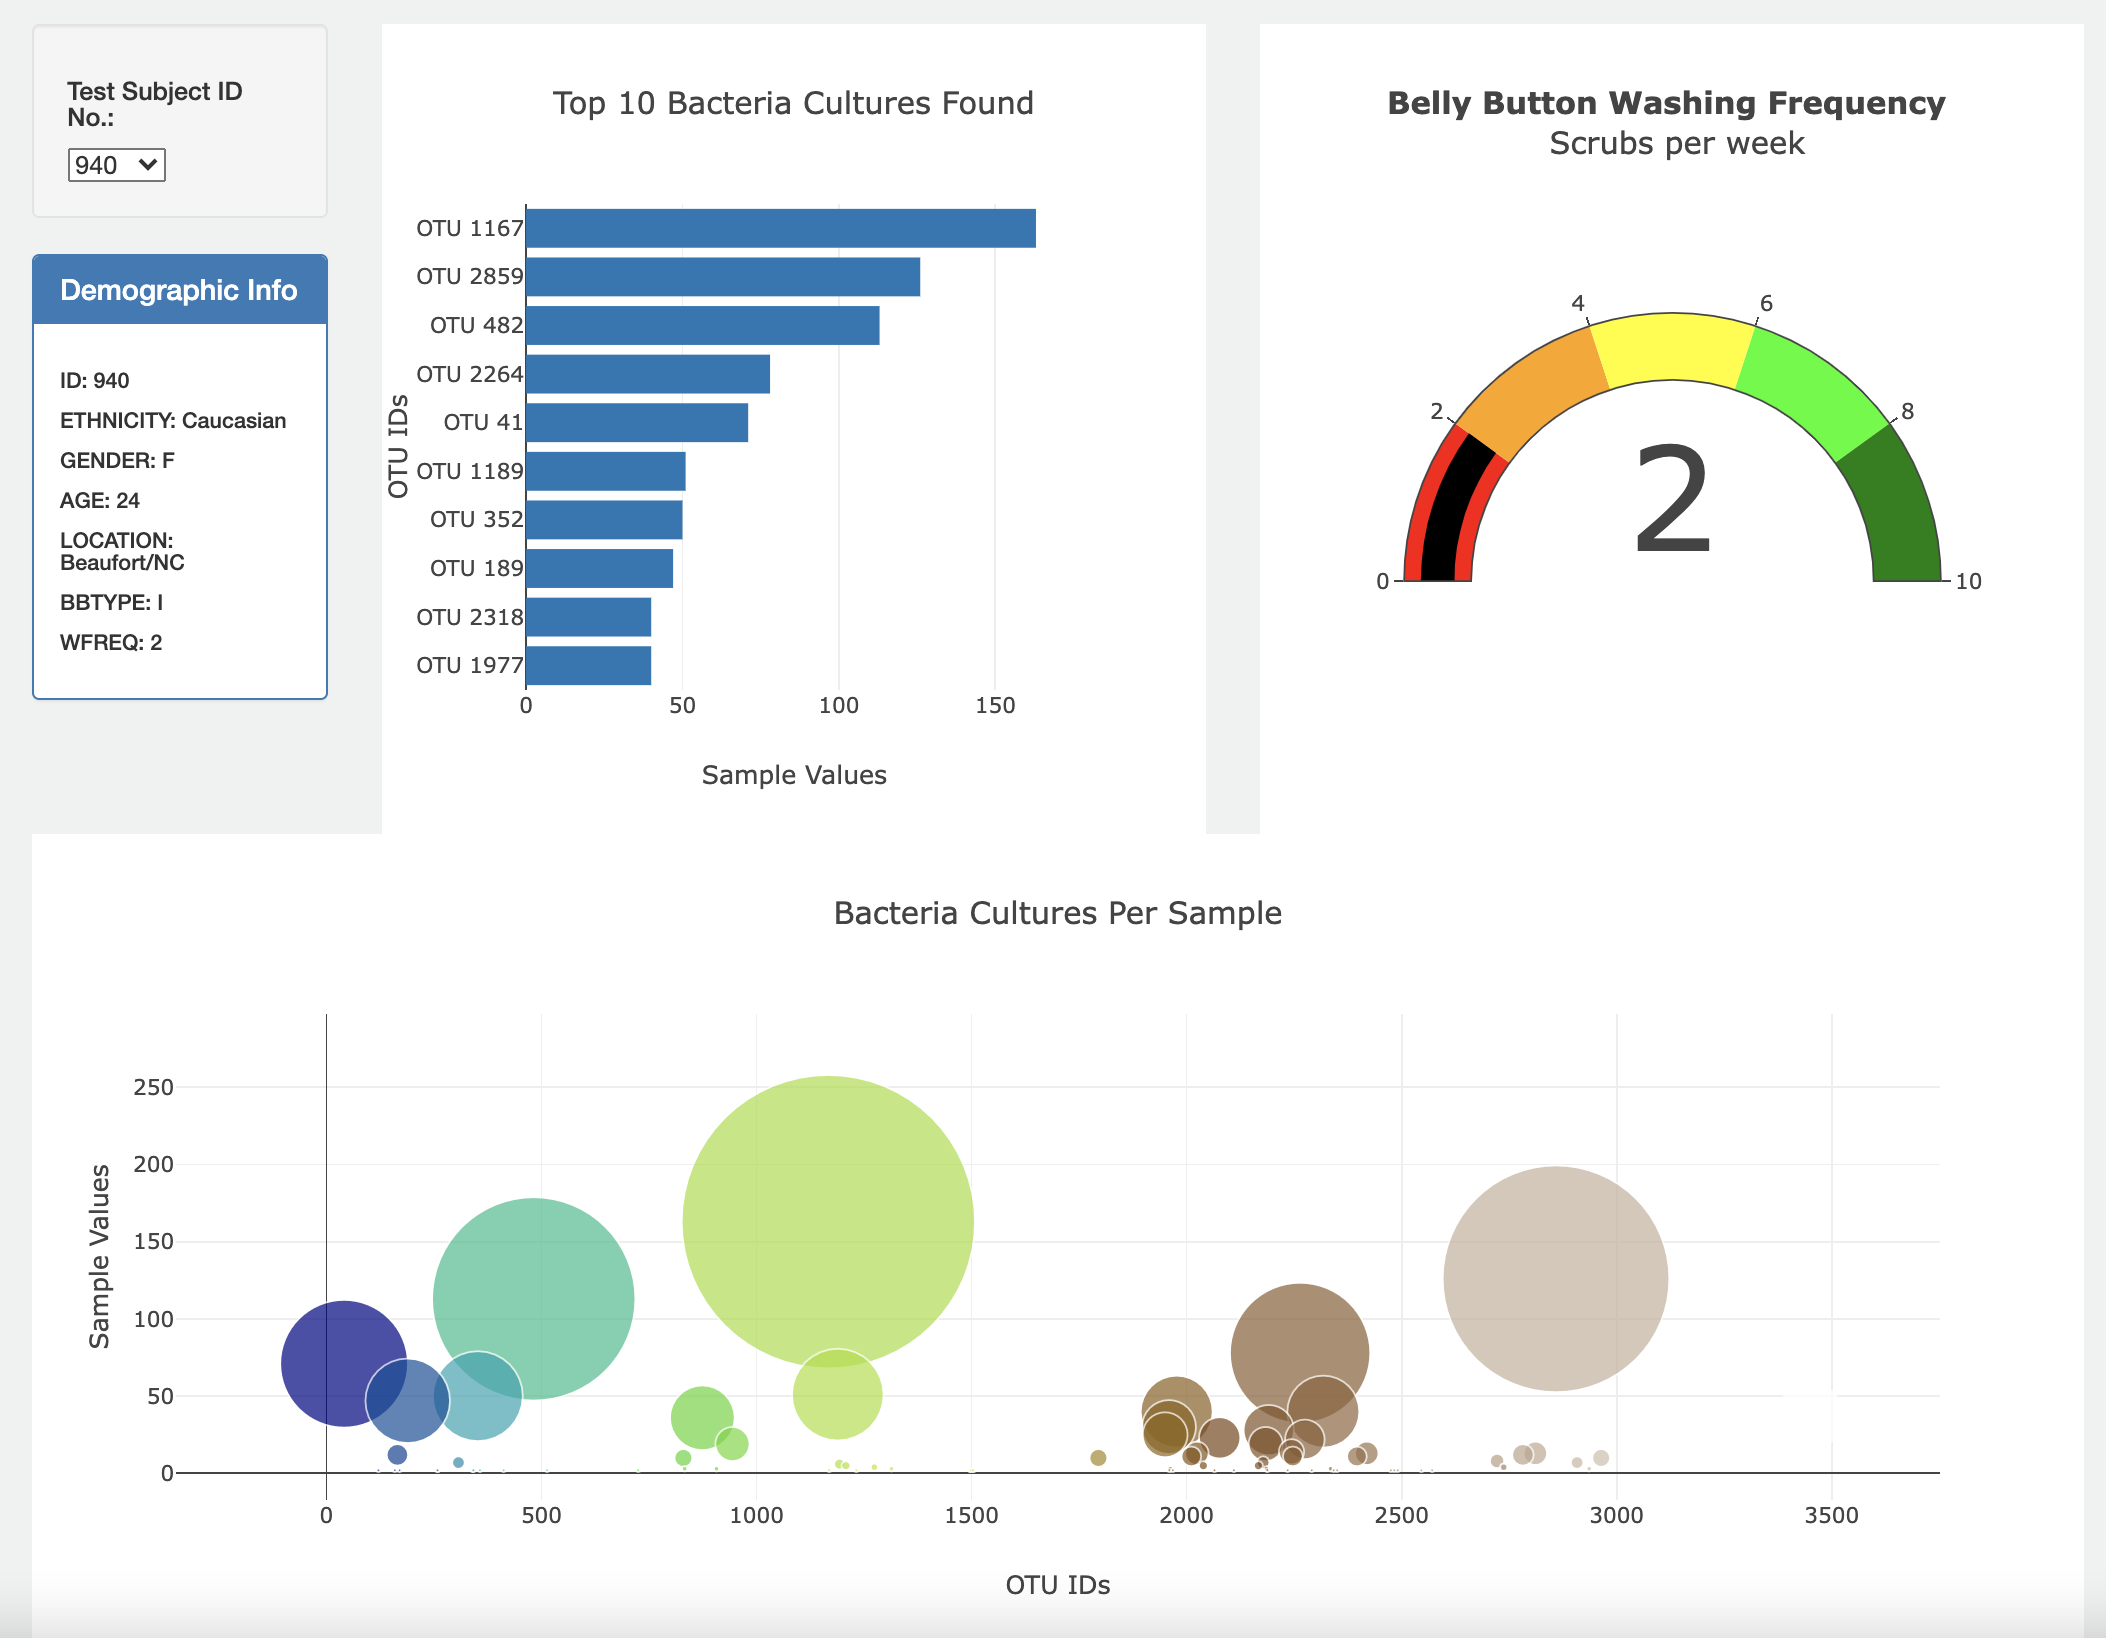 Test Subject ID
No.:
940
Demographic Info
ID: 940
ETHNICITY: Caucasian
GENDER: F
AGE: 24
LOCATION:
Beaufort/NC
BBTYPE: I
WFREQ: 2
Top 10 Bacteria Cultures Found
OTU IDs
OTU 1167
OTU 2859
OTU 482
OTU 2264
OTU 41
OTU 1189
OTU 352
OTU 189
OTU 2318
OTU 1977
0 50 100 150
Sample Values
Belly Button Washing Frequency
Scrubs per week
0 2 4 6 8 10
2
Bacteria Cultures Per Sample
Sample Values
250
200
150
100
50
0
0 500 1000 1500 2000 2500 3000 3500
OTU IDs